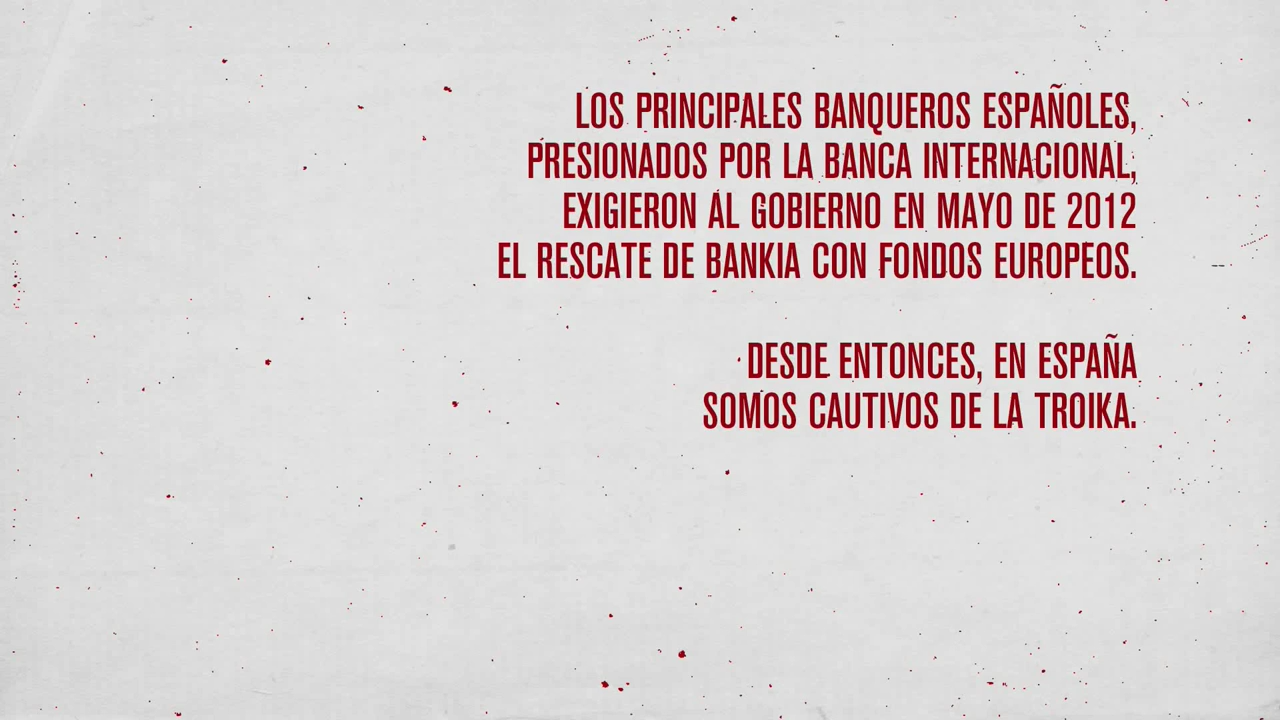 LOS PRINCIPALES BANQUEROS ESPAÑOLES,
PRESIONADOS POR LA BANCA INTERNACIONAL,
EXIGIERON AL GOBIERNO EN MAYO DE 2012
EL RESCATE DE BANKIA CON FONDOS EUROPEOS.
DESDE ENTONCES, EN ESPAÑA
SOMOS CAUTIVOS DE LA TROIKA.